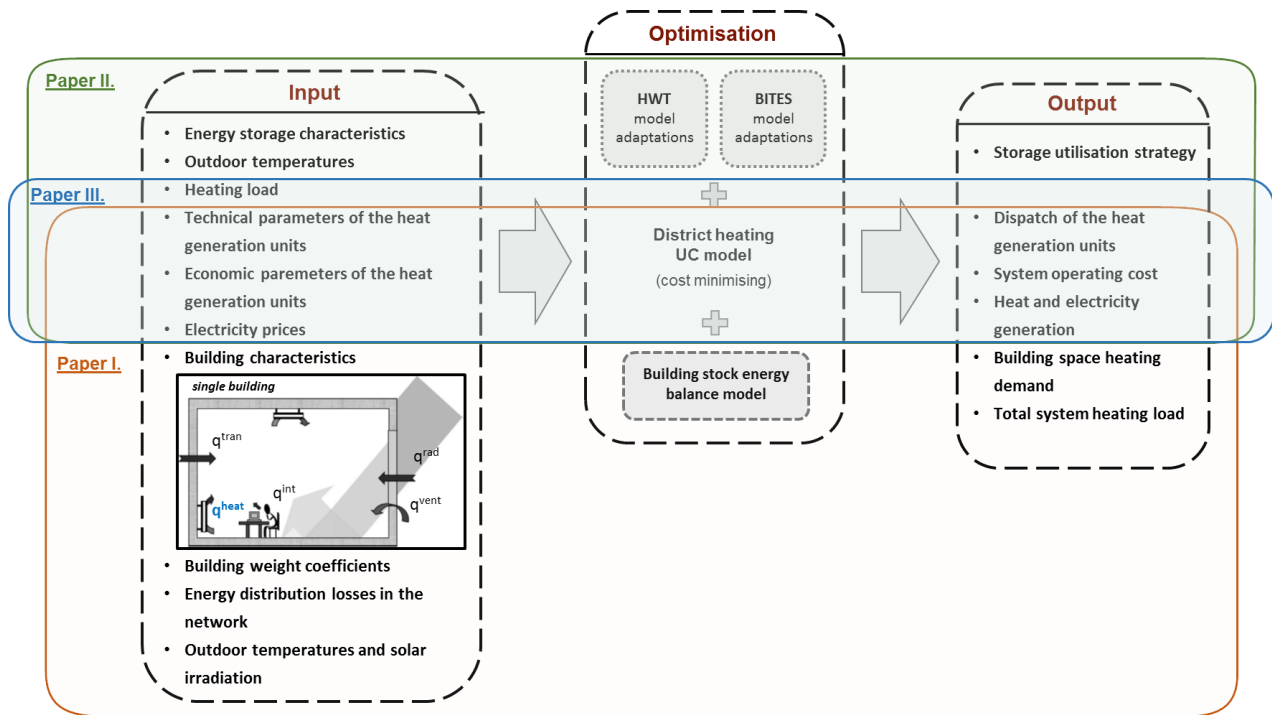 Paper II.
Paper III.
Paper I.
Input
• Energy storage characteristics
• Outdoor temperatures
• Heating load
• Technical parameters of the heat
generation units
• Economic paremeters of the heat
generation units
• Electricity prices
• Building characteristics
single building
q^tran
q^rad
q^int
q^heat
q^vent
• Building weight coefficients
• Energy distribution losses in the
network
• Outdoor temperatures and solar
irradiation
Optimisation
HWT
model
adaptations
BITES
model
adaptations
District heating
UC model
(cost minimising)
Building stock energy
balance model
Output
• Storage utilisation strategy
• Dispatch of the heat
generation units
• System operating cost
• Heat and electricity
generation
• Building space heating
demand
• Total system heating load